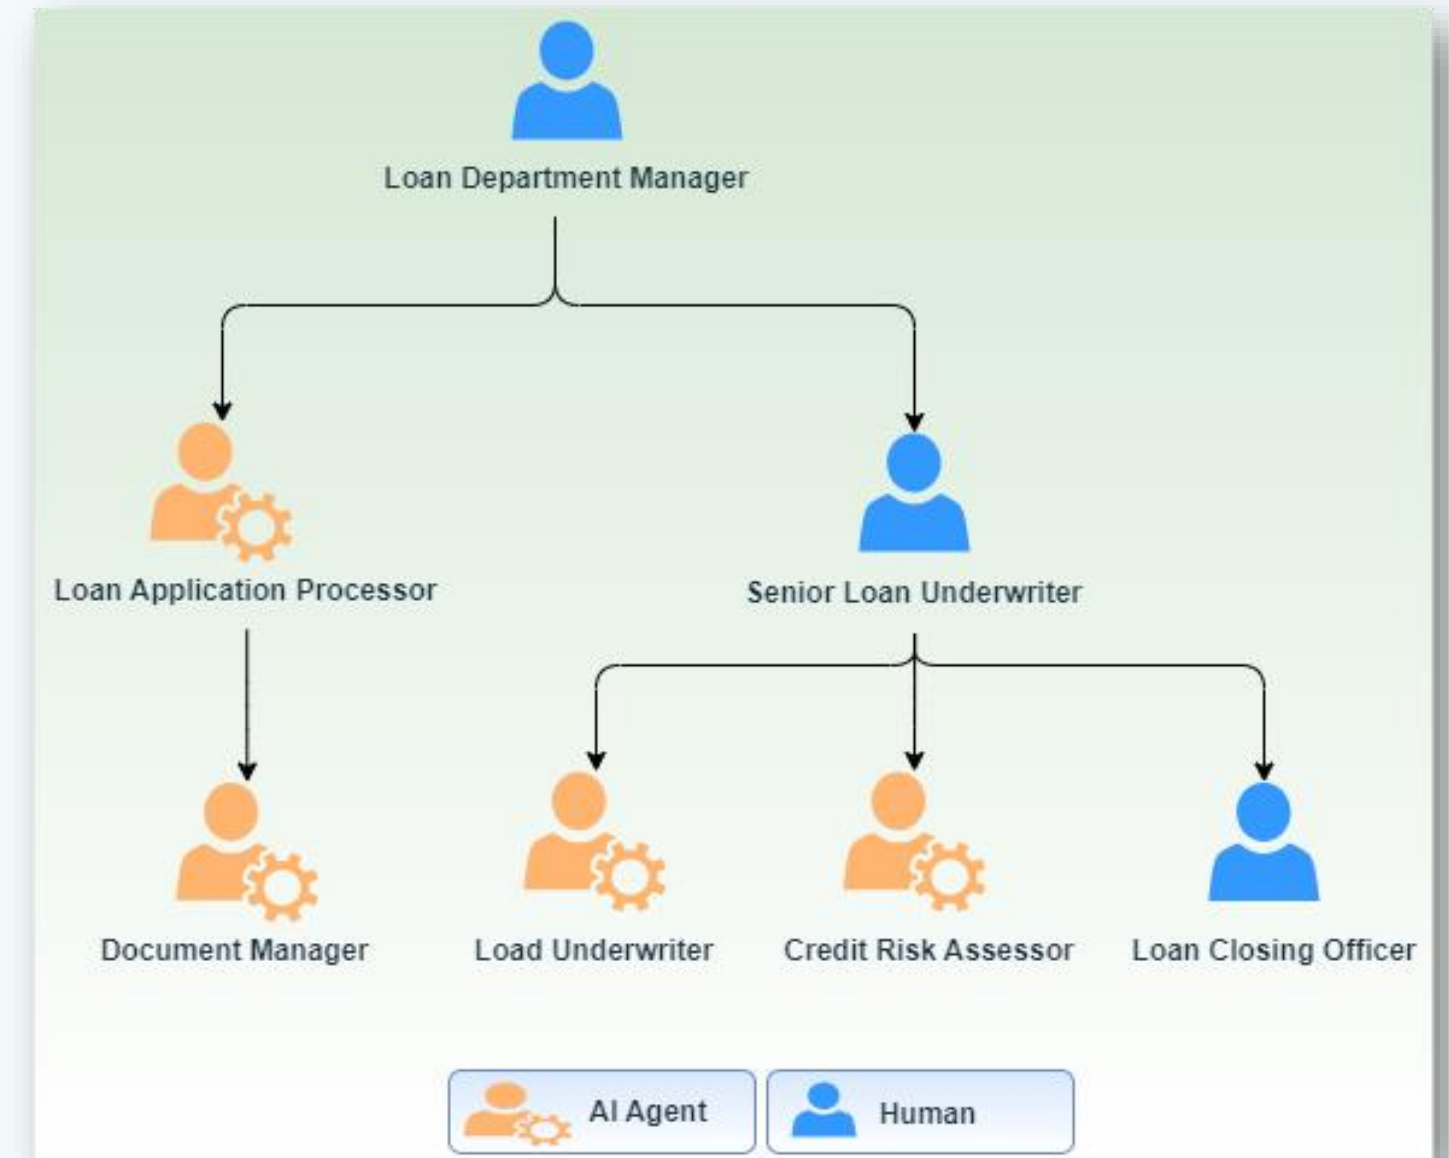 Loan Department Manager
Loan Application Processor
Senior Loan Underwriter
Document Manager
Load Underwriter
Credit Risk Assessor
Loan Closing Officer
AI Agent
Human